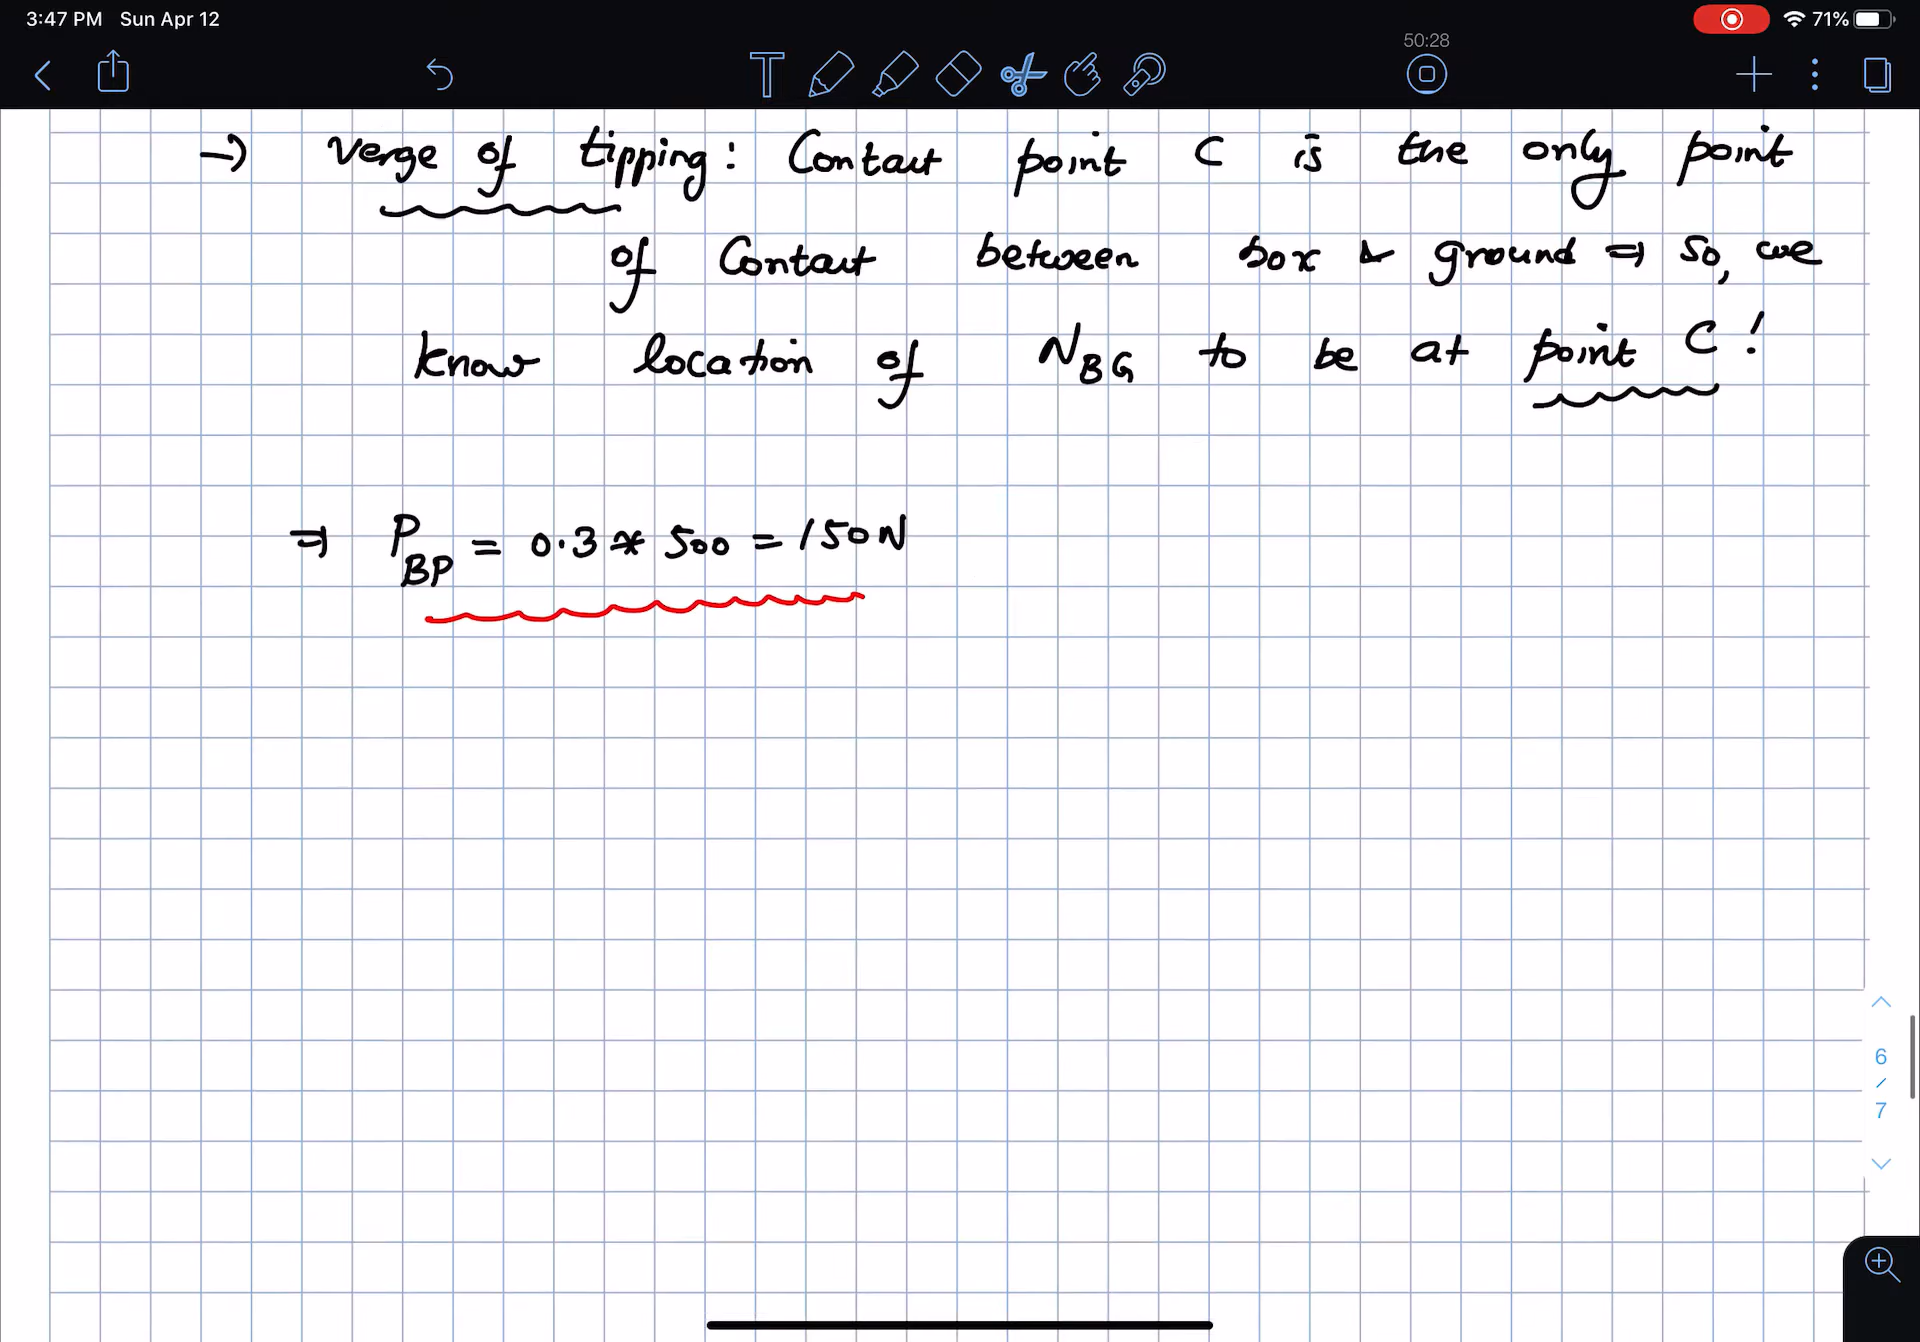 3:47 PM Sun Apr 12
71%
50:28
→ Verge of tipping: Contact point C is the only point
of Contact between box & ground ⇒ So, we
know location of N_BG to be at point C!
⇒ P_BP = 0.3 * 500 = 150N
6
/
7